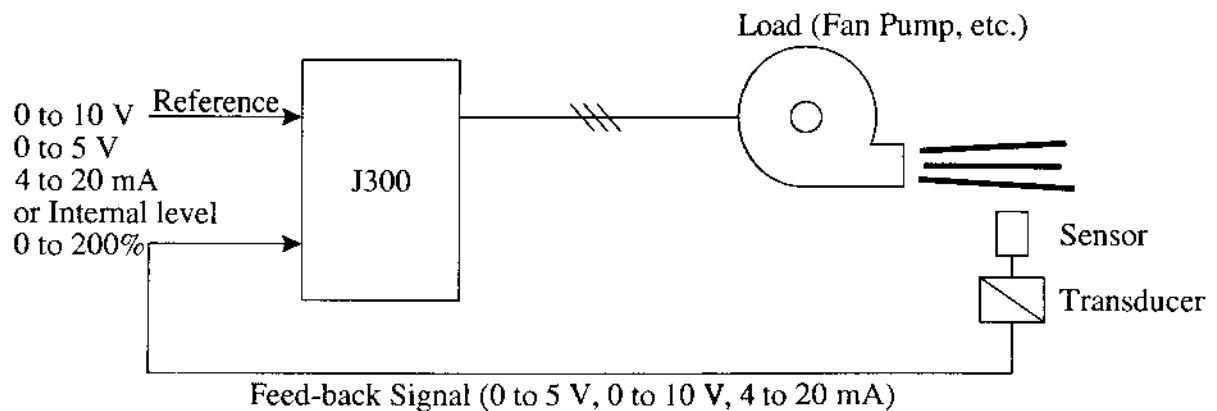 Load (Fan Pump, etc.)
Reference
0 to 10 V
0 to 5 V
4 to 20 mA
or Internal level
0 to 200%
J300
Sensor
Transducer
Feed-back Signal (0 to 5 V, 0 to 10 V, 4 to 20 mA)